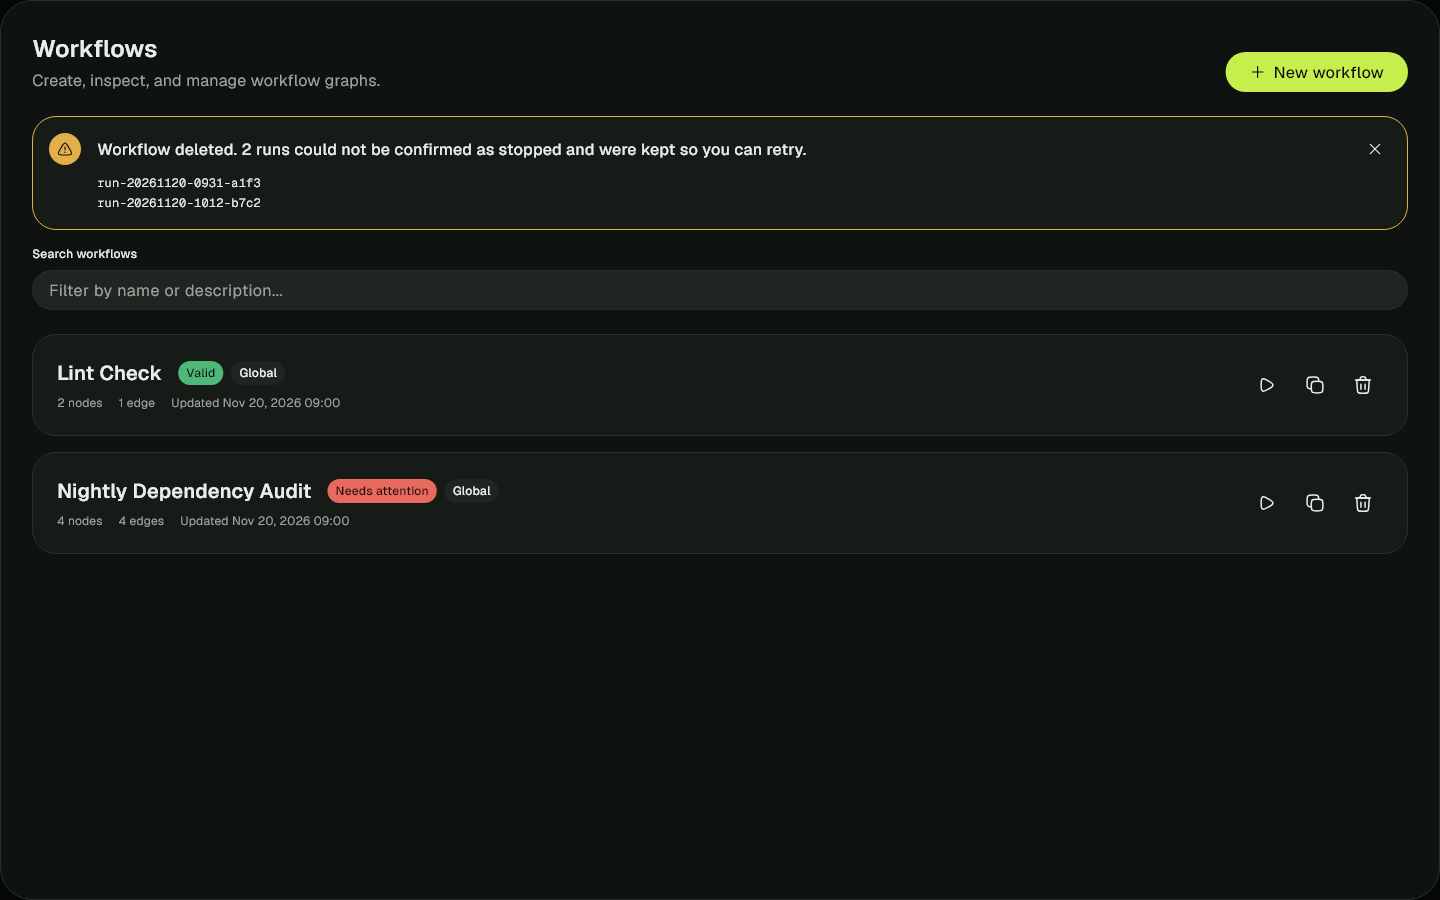 Workflows
Create, inspect, and manage workflow graphs.
New workflow
Workflow deleted. 2 runs could not be confirmed as stopped and were kept so you can retry.
run-20261120-0931-a1f3
run-20261120-1012-b7c2
Search workflows
Filter by name or description...
Lint Check Valid Global
2 nodes 1 edge Updated Nov 20, 2026 09:00
Nightly Dependency Audit Needs attention Global
4 nodes 4 edges Updated Nov 20, 2026 09:00